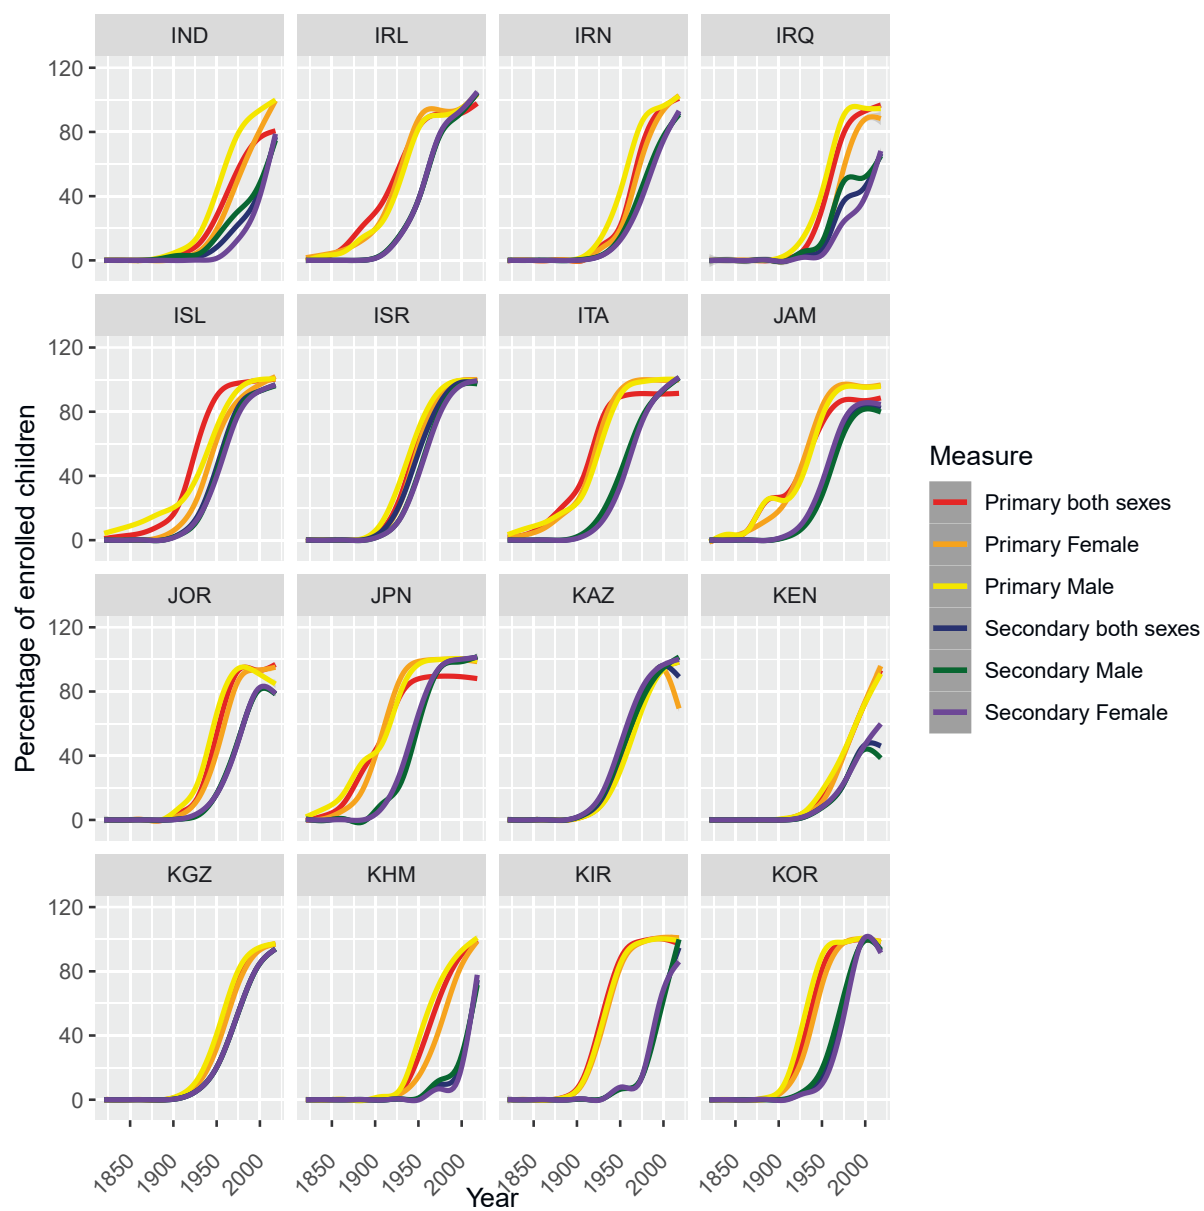 IND IRL IRN IRQ
120
80
40
0
ISL ISR ITA JAM
120
80
40
0
JOR JPN KAZ KEN
120
80
40
0
KGZ KHM KIR KOR
120
80
40
0
1850 1900 1950 2000 1850 1900 1950 2000 1850 1900 1950 2000 1850 1900 1950 2000
Year
Percentage of enrolled children
Measure
Primary both sexes
Primary Female
Primary Male
Secondary both sexes
Secondary Male
Secondary Female